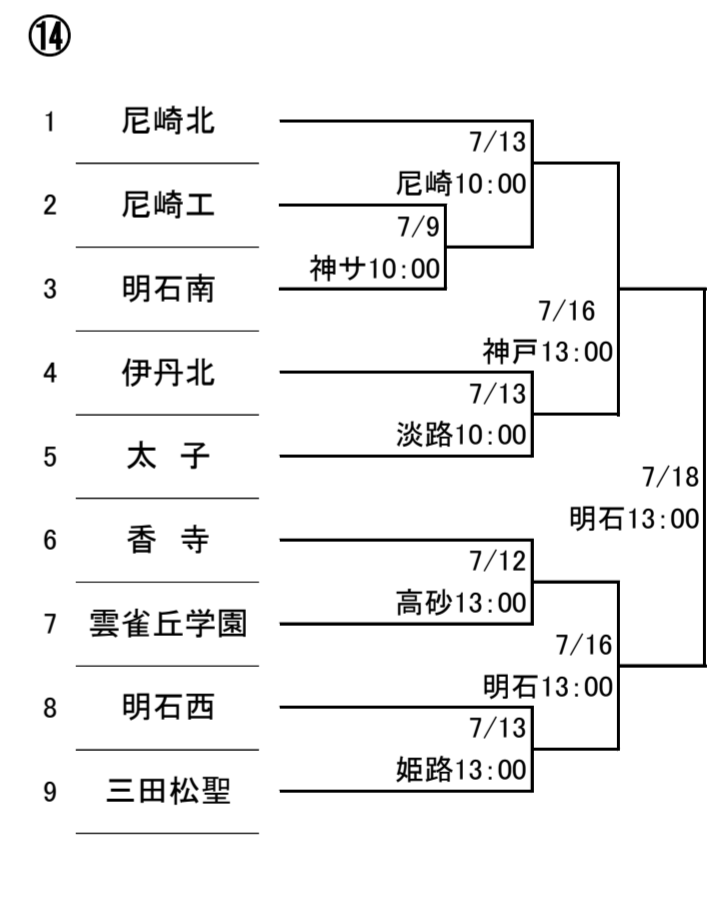 ⑭
1 尼崎北
7/13
尼崎10:00
2 尼崎工
7/9
神サ10:00
3 明石南
7/16
神戸13:00
4 伊丹北
7/13
淡路10:00
5 太 子
7/18
明石13:00
6 香 寺
7/12
高砂13:00
7 雲雀丘学園
7/16
明石13:00
8 明石西
7/13
姫路13:00
9 三田松聖